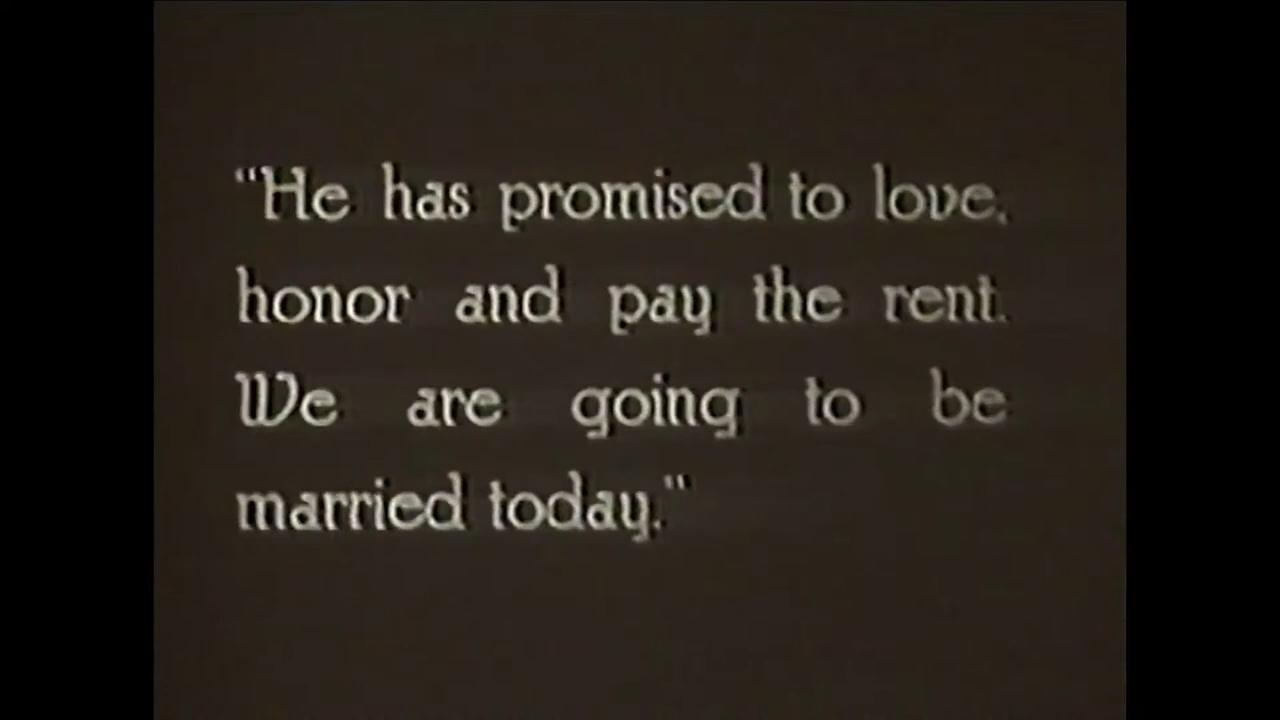 "He has promised to love,
honor and pay the rent.
We are going to be
married today."